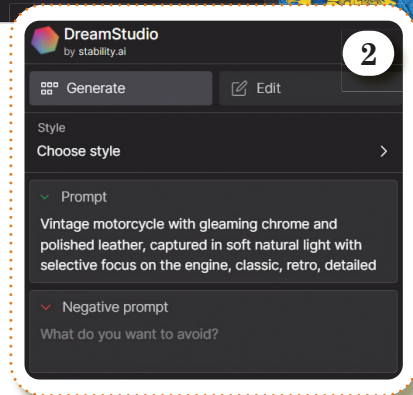 DreamStudio
by stability.ai
2
Generate
Edit
Style
Choose style
Prompt
Vintage motorcycle with gleaming chrome and
polished leather, captured in soft natural light with
selective focus on the engine, classic, retro, detailed
Negative prompt
What do you want to avoid?